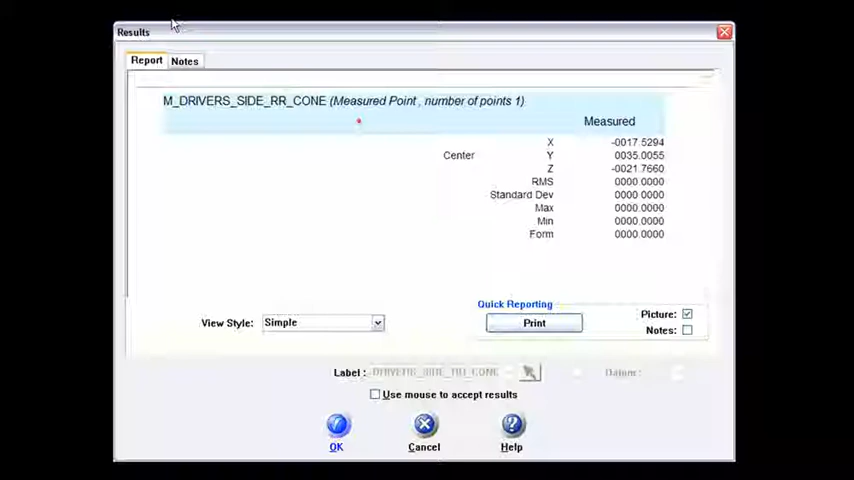 Results
Report Notes
M_DRIVERS_SIDE_RR_CONE (Measured Point , number of points 1)
Measured
X -0017.5294
Center Y 0035.0055
Z -0021.7660
RMS 0000.0000
Standard Dev 0000.0000
Max 0000.0000
Min 0000.0000
Form 0000.0000
Quick Reporting
View Style: Simple Print Picture:
Notes:
Label : DRIVERS_SIDE_RR_CONE Datum :
Use mouse to accept results
OK Cancel Help